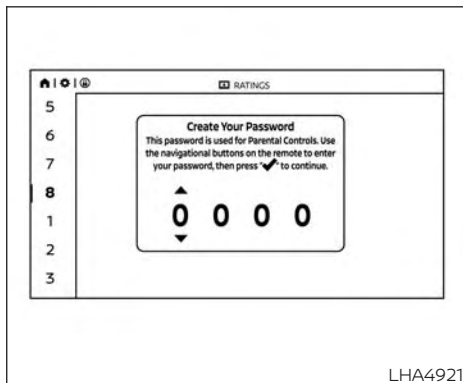 RATINGS
5
6
7
8
1
2
3
Create Your Password
This password is used for Parental Controls. Use
the navigational buttons on the remote to enter
your password, then press "✔" to continue.
0 0 0 0
LHA4921